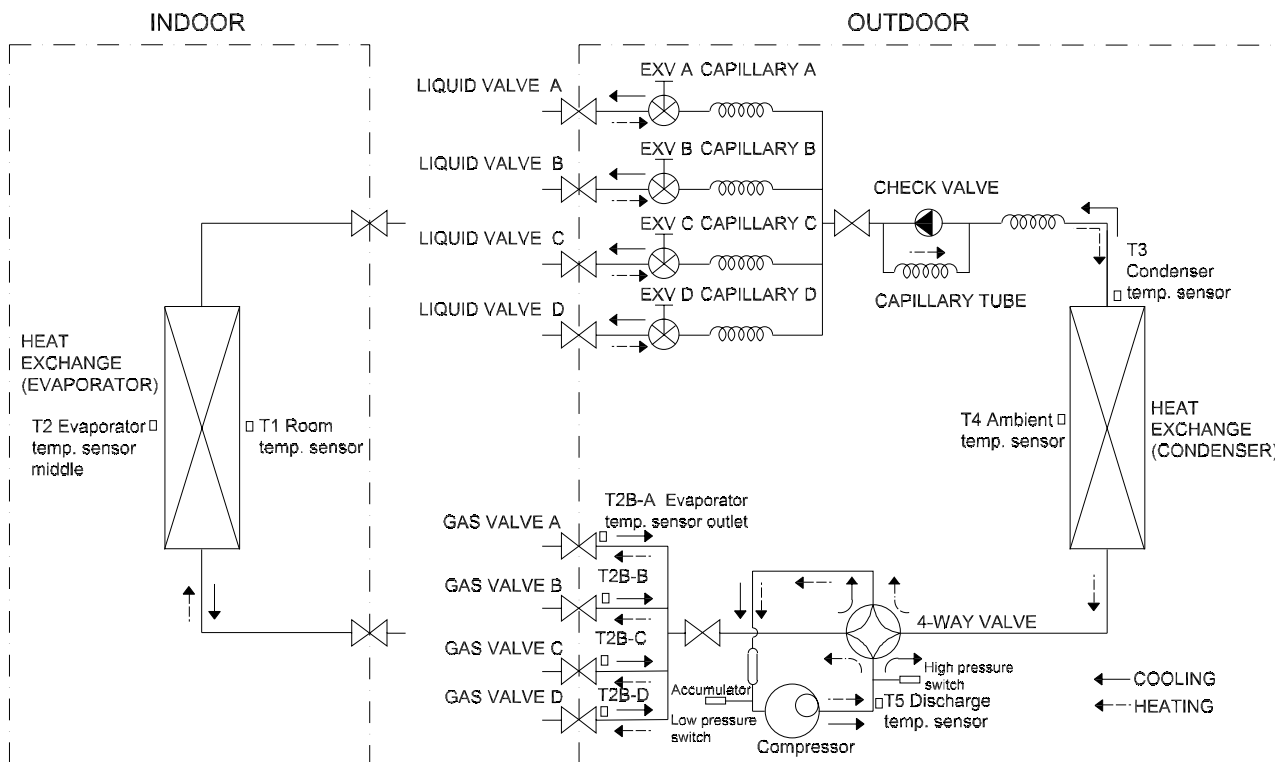 INDOOR
OUTDOOR
EXV A CAPILLARY A
LIQUID VALVE A
EXV B CAPILLARY B
LIQUID VALVE B
CHECK VALVE
EXV C CAPILLARY C
LIQUID VALVE C
T3
Condenser
temp. sensor
EXV D CAPILLARY D
CAPILLARY TUBE
LIQUID VALVE D
HEAT
EXCHANGE
(EVAPORATOR)
T2 Evaporator
temp. sensor
middle
T1 Room
temp. sensor
T4 Ambient
temp. sensor
HEAT
EXCHANGE
(CONDENSER)
T2B-A Evaporator
temp. sensor outlet
GAS VALVE A
T2B-B
GAS VALVE B
4-WAY VALVE
T2B-C
GAS VALVE C
High pressure
switch
T2B-D
GAS VALVE D
Accumulator
Low pressure
switch
T5 Discharge
temp. sensor
Compressor
COOLING
HEATING